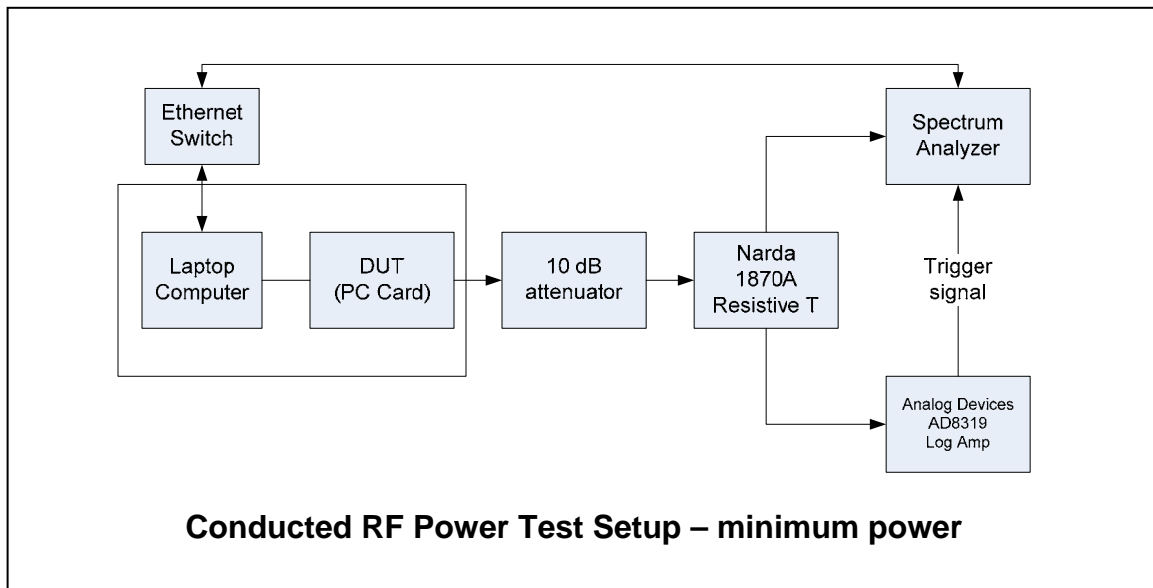 Ethernet
Switch
Spectrum
Analyzer
Laptop
Computer
DUT
(PC Card)
10 dB
attenuator
Narda
1870A
Resistive T
Trigger
signal
Analog Devices
AD8319
Log Amp
Conducted RF Power Test Setup – minimum power